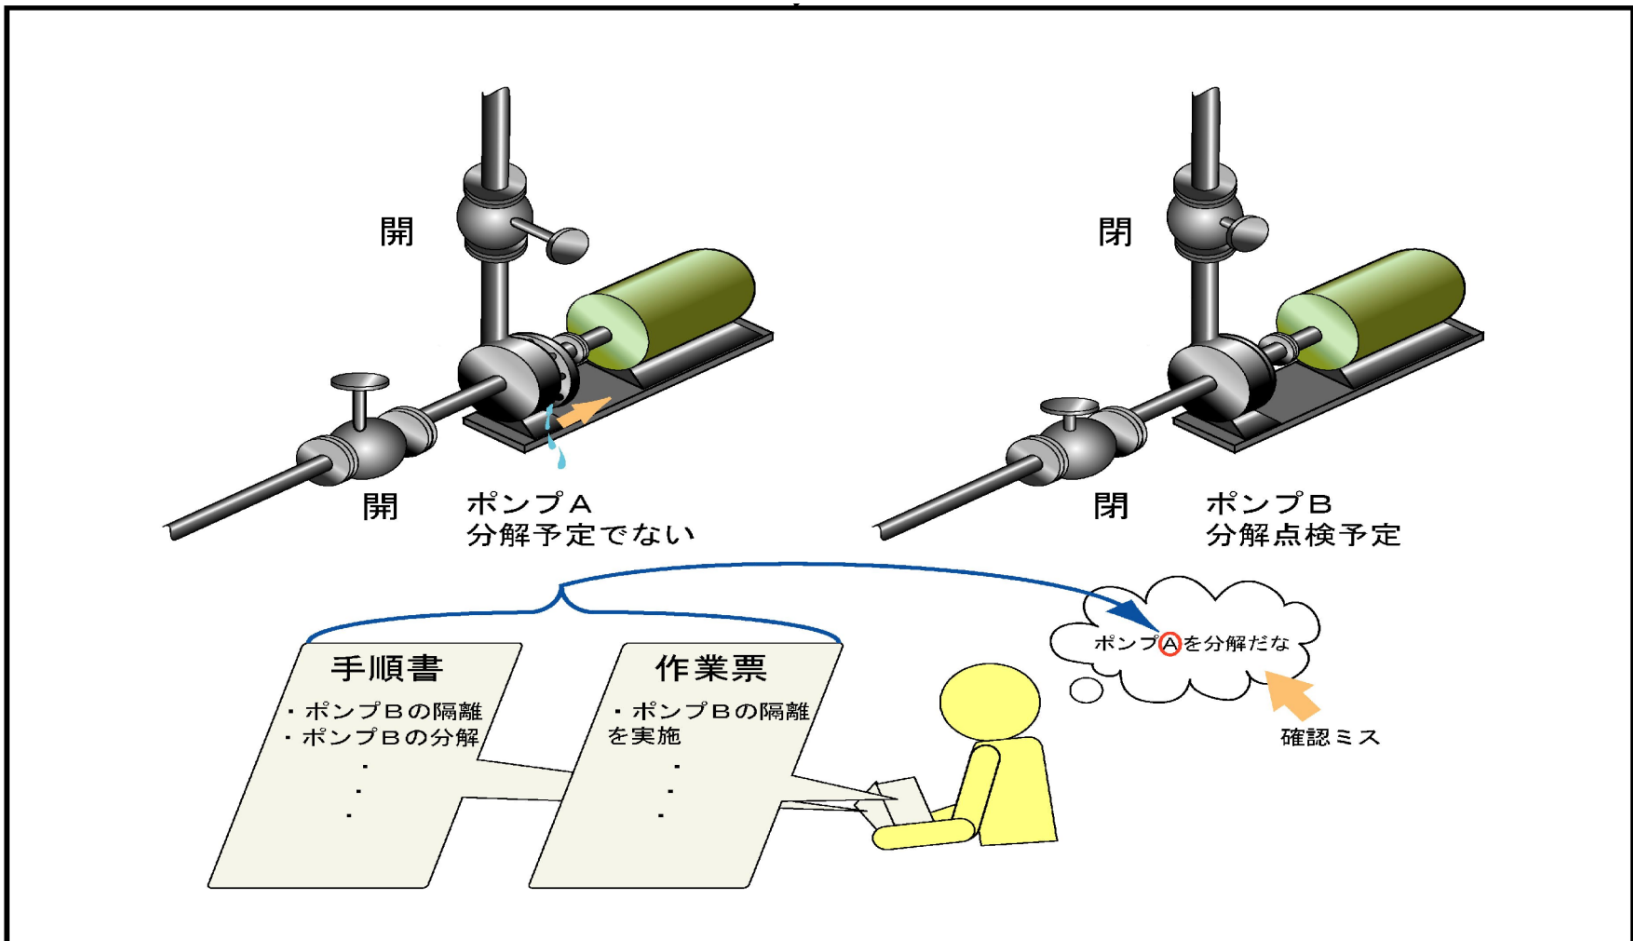 開
閉
開
ポンプA
分解予定でない
閉
ポンプB
分解点検予定
手順書
・ポンプBの隔離
・ポンプBの分解
・
・
・
作業票
・ポンプBの隔離
を実施
・
・
・
ポンプAを分解だな
確認ミス